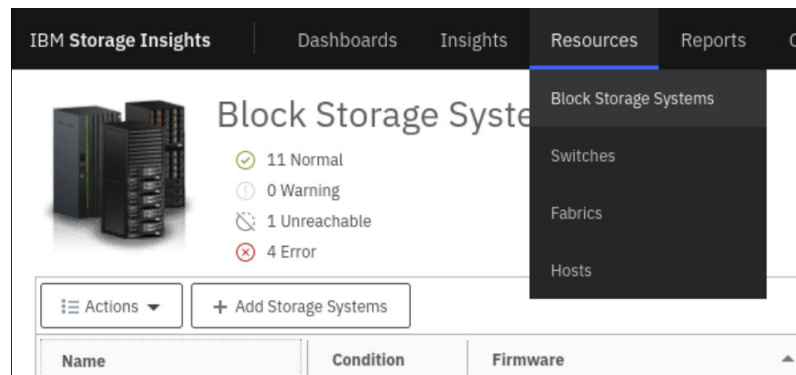 IBM Storage Insights Dashboards Insights Resources Reports
Block Storage Systems
Switches
Fabrics
Hosts
Block Storage Syste
11 Normal
0 Warning
1 Unreachable
4 Error
Actions + Add Storage Systems
Name Condition Firmware